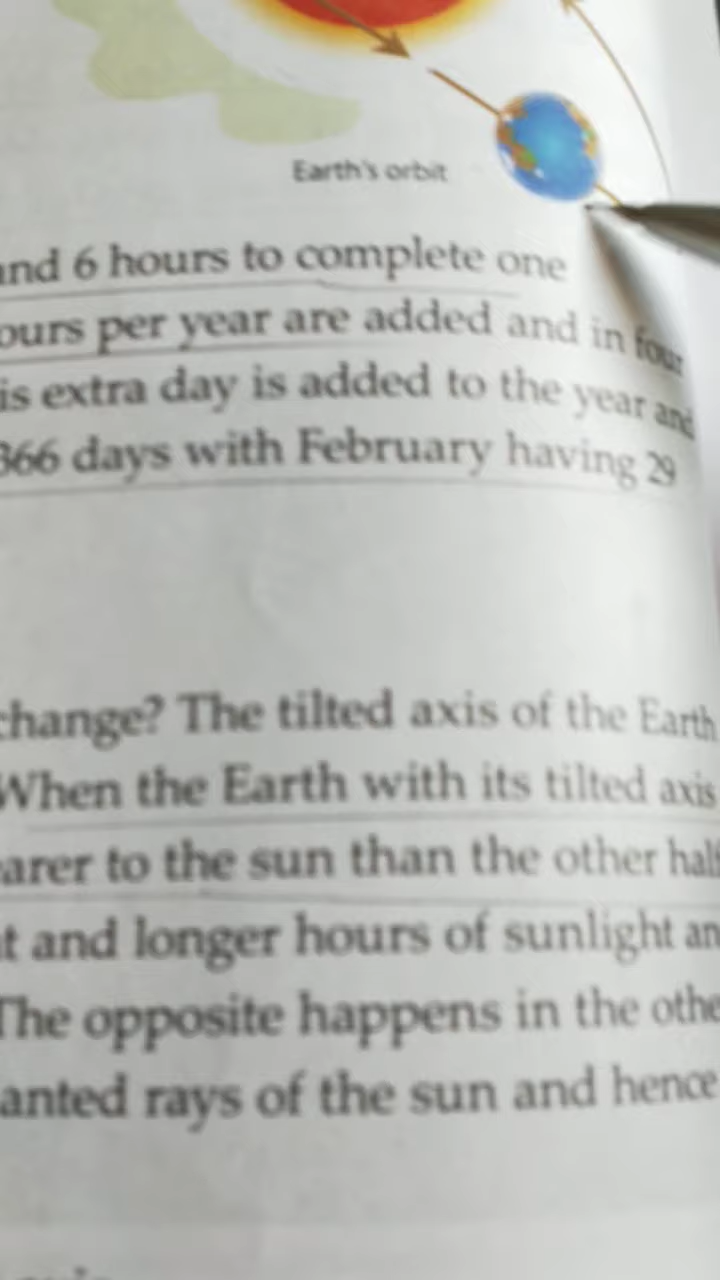 Earth's orbit
and 6 hours to complete one
ours per year are added and in four
is extra day is added to the year and
366 days with February having 29
change? The tilted axis of the Earth
When the Earth with its tilted axis
earer to the sun than the other half
t and longer hours of sunlight an
The opposite happens in the othe
anted rays of the sun and hence